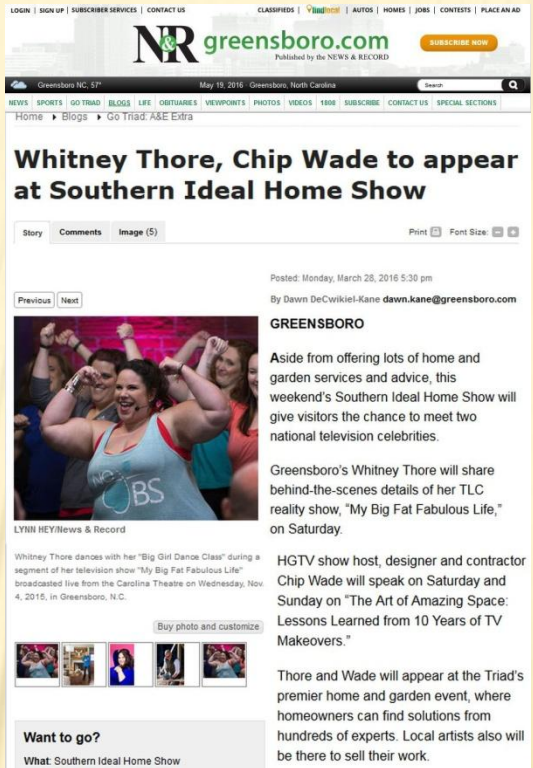 LOGIN | SIGN UP | SUBSCRIBER SERVICES | CONTACT US
CLASSIFIEDS | findlocal | AUTOS | HOMES | JOBS | CONTESTS | PLACE AN AD
N&R greensboro.com
Published by the NEWS & RECORD
SUBSCRIBE NOW
Greensboro NC, 57° May 19, 2016 · Greensboro, North Carolina Search
NEWS SPORTS GO TRIAD BLOGS LIFE OBITUARIES VIEWPOINTS PHOTOS VIDEOS 1808 SUBSCRIBE CONTACT US SPECIAL SECTIONS
Home Blogs Go Triad: A&E Extra
Whitney Thore, Chip Wade to appear
at Southern Ideal Home Show
Story Comments Image (5) Print Font Size:
Previous Next
NO
BS
LYNN HEY/News & Record
Whitney Thore dances with her "Big Girl Dance Class" during a
segment of her television show "My Big Fat Fabulous Life"
broadcasted live from the Carolina Theatre on Wednesday, Nov.
4, 2015, in Greensboro, N.C.
Buy photo and customize
Want to go?
What: Southern Ideal Home Show
Posted: Monday, March 28, 2016 5:30 pm
By Dawn DeCwikiel-Kane dawn.kane@greensboro.com
GREENSBORO
Aside from offering lots of home and
garden services and advice, this
weekend's Southern Ideal Home Show will
give visitors the chance to meet two
national television celebrities.
Greensboro's Whitney Thore will share
behind-the-scenes details of her TLC
reality show, "My Big Fat Fabulous Life,"
on Saturday.
HGTV show host, designer and contractor
Chip Wade will speak on Saturday and
Sunday on "The Art of Amazing Space:
Lessons Learned from 10 Years of TV
Makeovers."
Thore and Wade will appear at the Triad's
premier home and garden event, where
homeowners can find solutions from
hundreds of experts. Local artists also will
be there to sell their work.